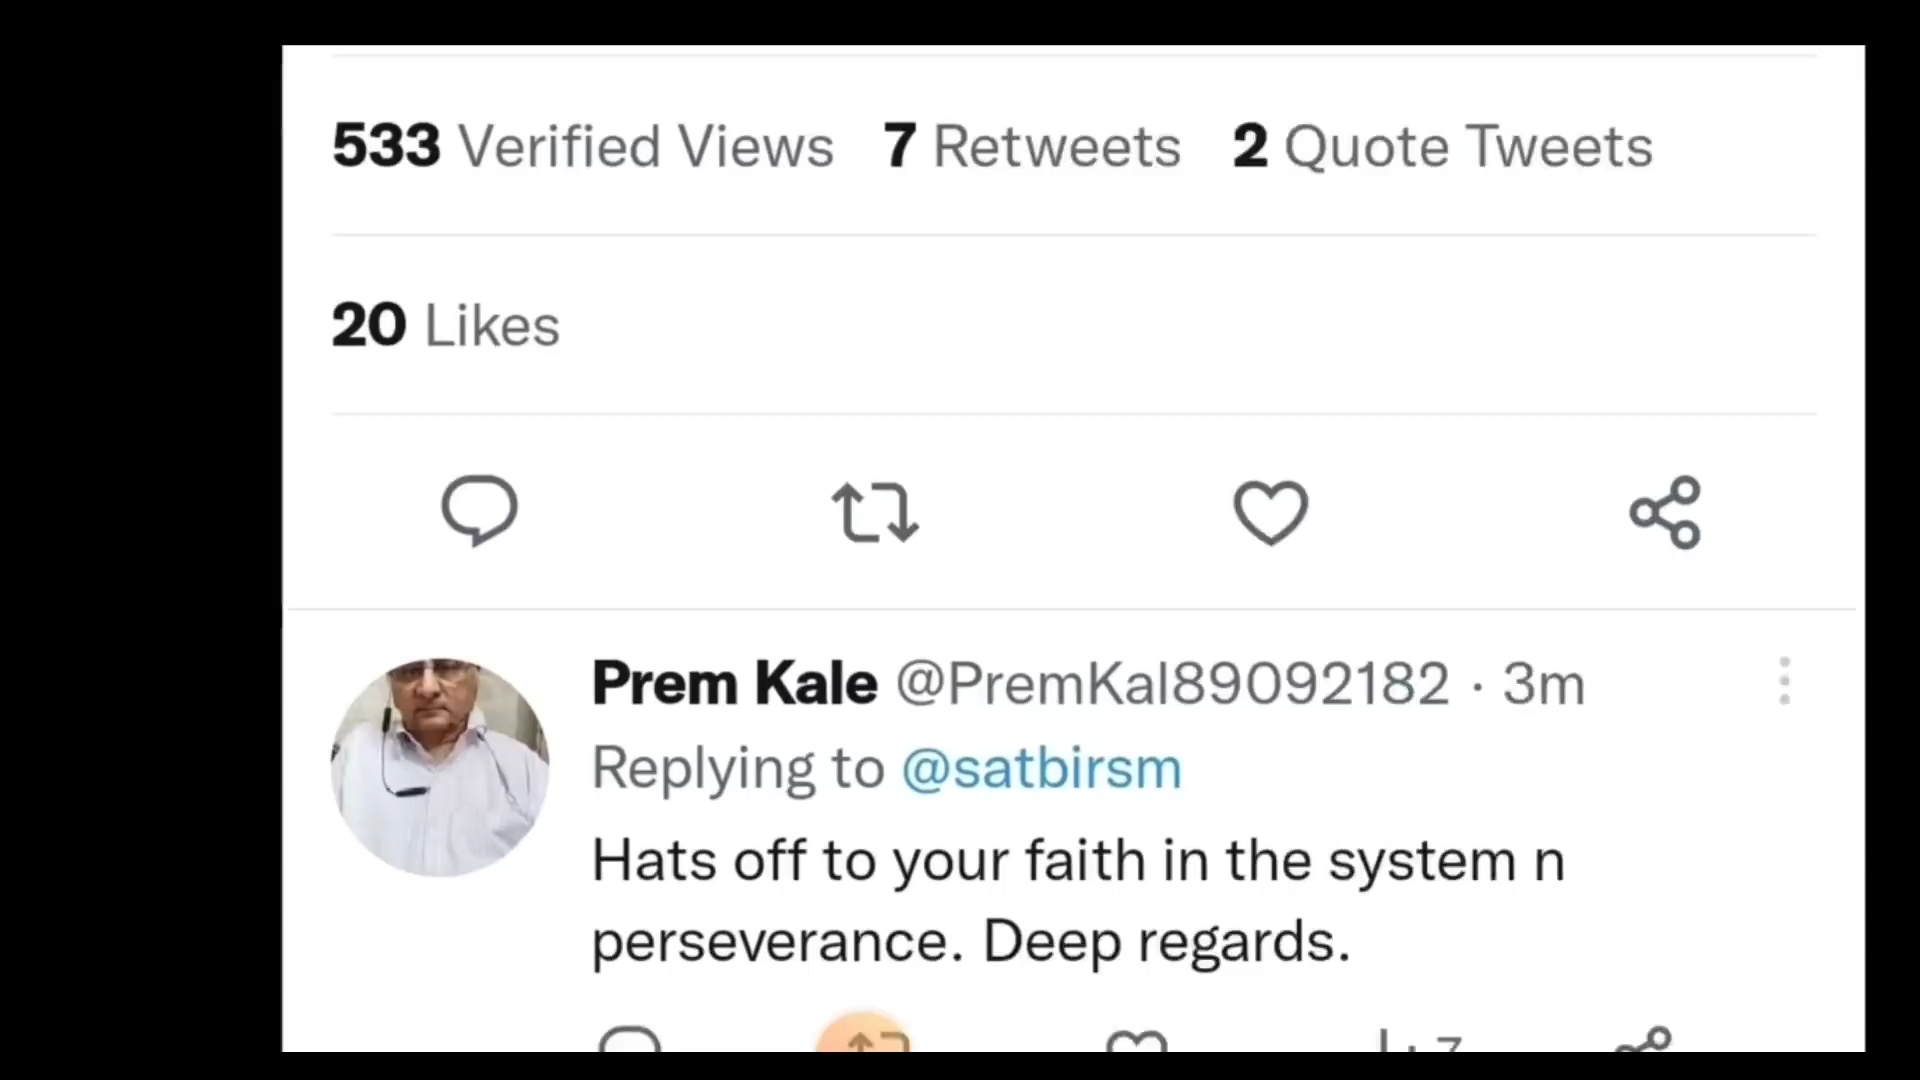 533 Verified Views 7 Retweets 2 Quote Tweets
20 Likes
Prem Kale @PremKal89092182 · 3m
Replying to @satbirsm
Hats off to your faith in the system n
perseverance. Deep regards.